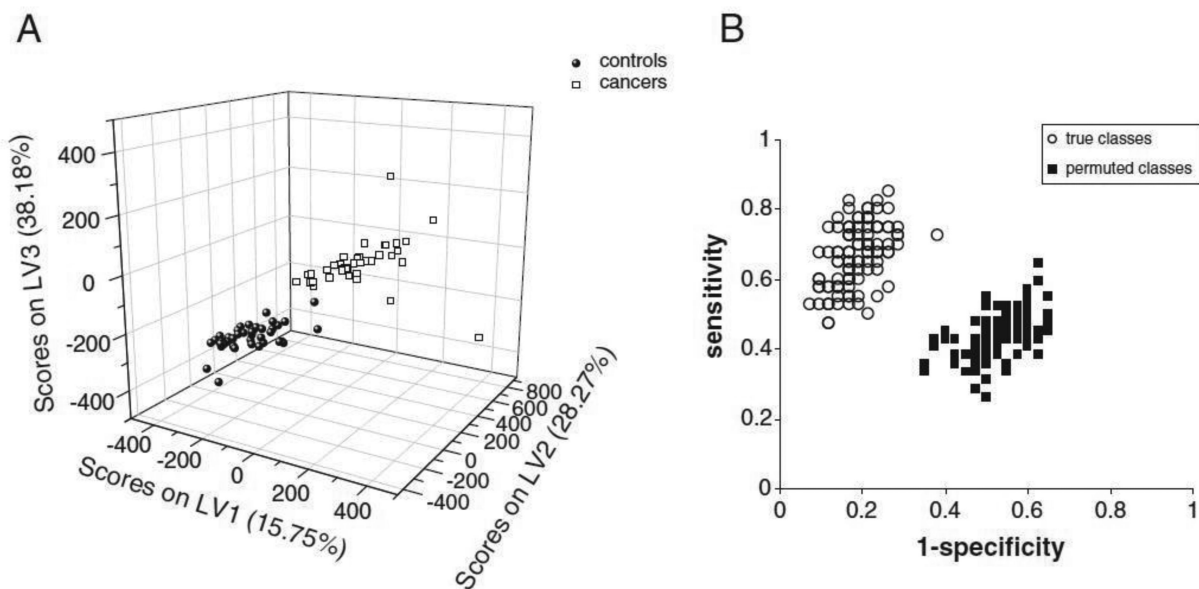 A
controls
cancers
400
200
0
-200
-400
Scores on LV3 (38.18%)
-400
-200
0
200
400
Scores on LV1 (15.75%)
800
600
400
200
0
-200
-400
Scores on LV2 (28.27%)
B
true classes
permuted classes
1
0.8
0.6
0.4
0.2
0
sensitivity
0
0.2
0.4
0.6
0.8
1
1-specificity